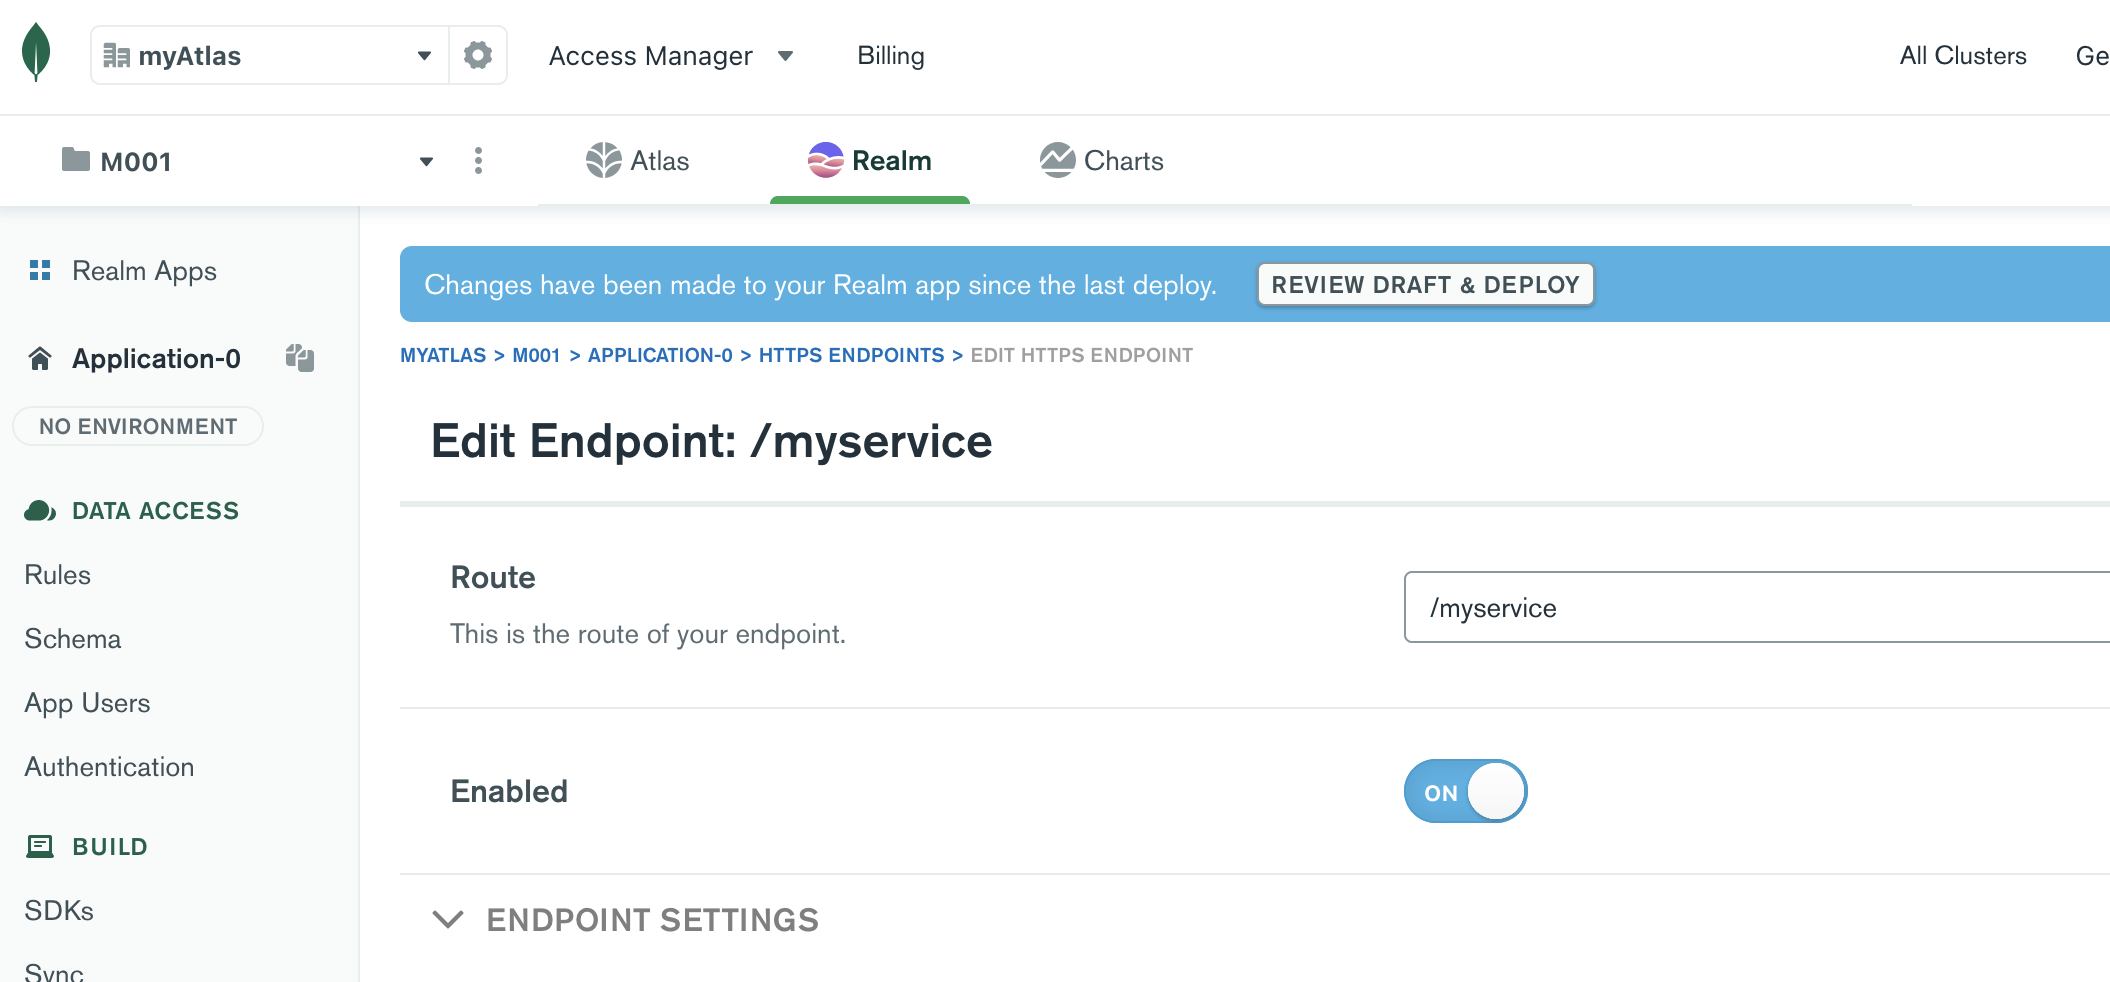 myAtlas
Access Manager
Billing
All Clusters
Ge
M001
Atlas
Realm
Charts
Realm Apps
Application-0
NO ENVIRONMENT
DATA ACCESS
Rules
Schema
App Users
Authentication
BUILD
SDKs
Sync
Changes have been made to your Realm app since the last deploy.
REVIEW DRAFT & DEPLOY
MYATLAS > M001 > APPLICATION-0 > HTTPS ENDPOINTS > EDIT HTTPS ENDPOINT
Edit Endpoint: /myservice
Route
This is the route of your endpoint.
/myservice
Enabled
ON
ENDPOINT SETTINGS